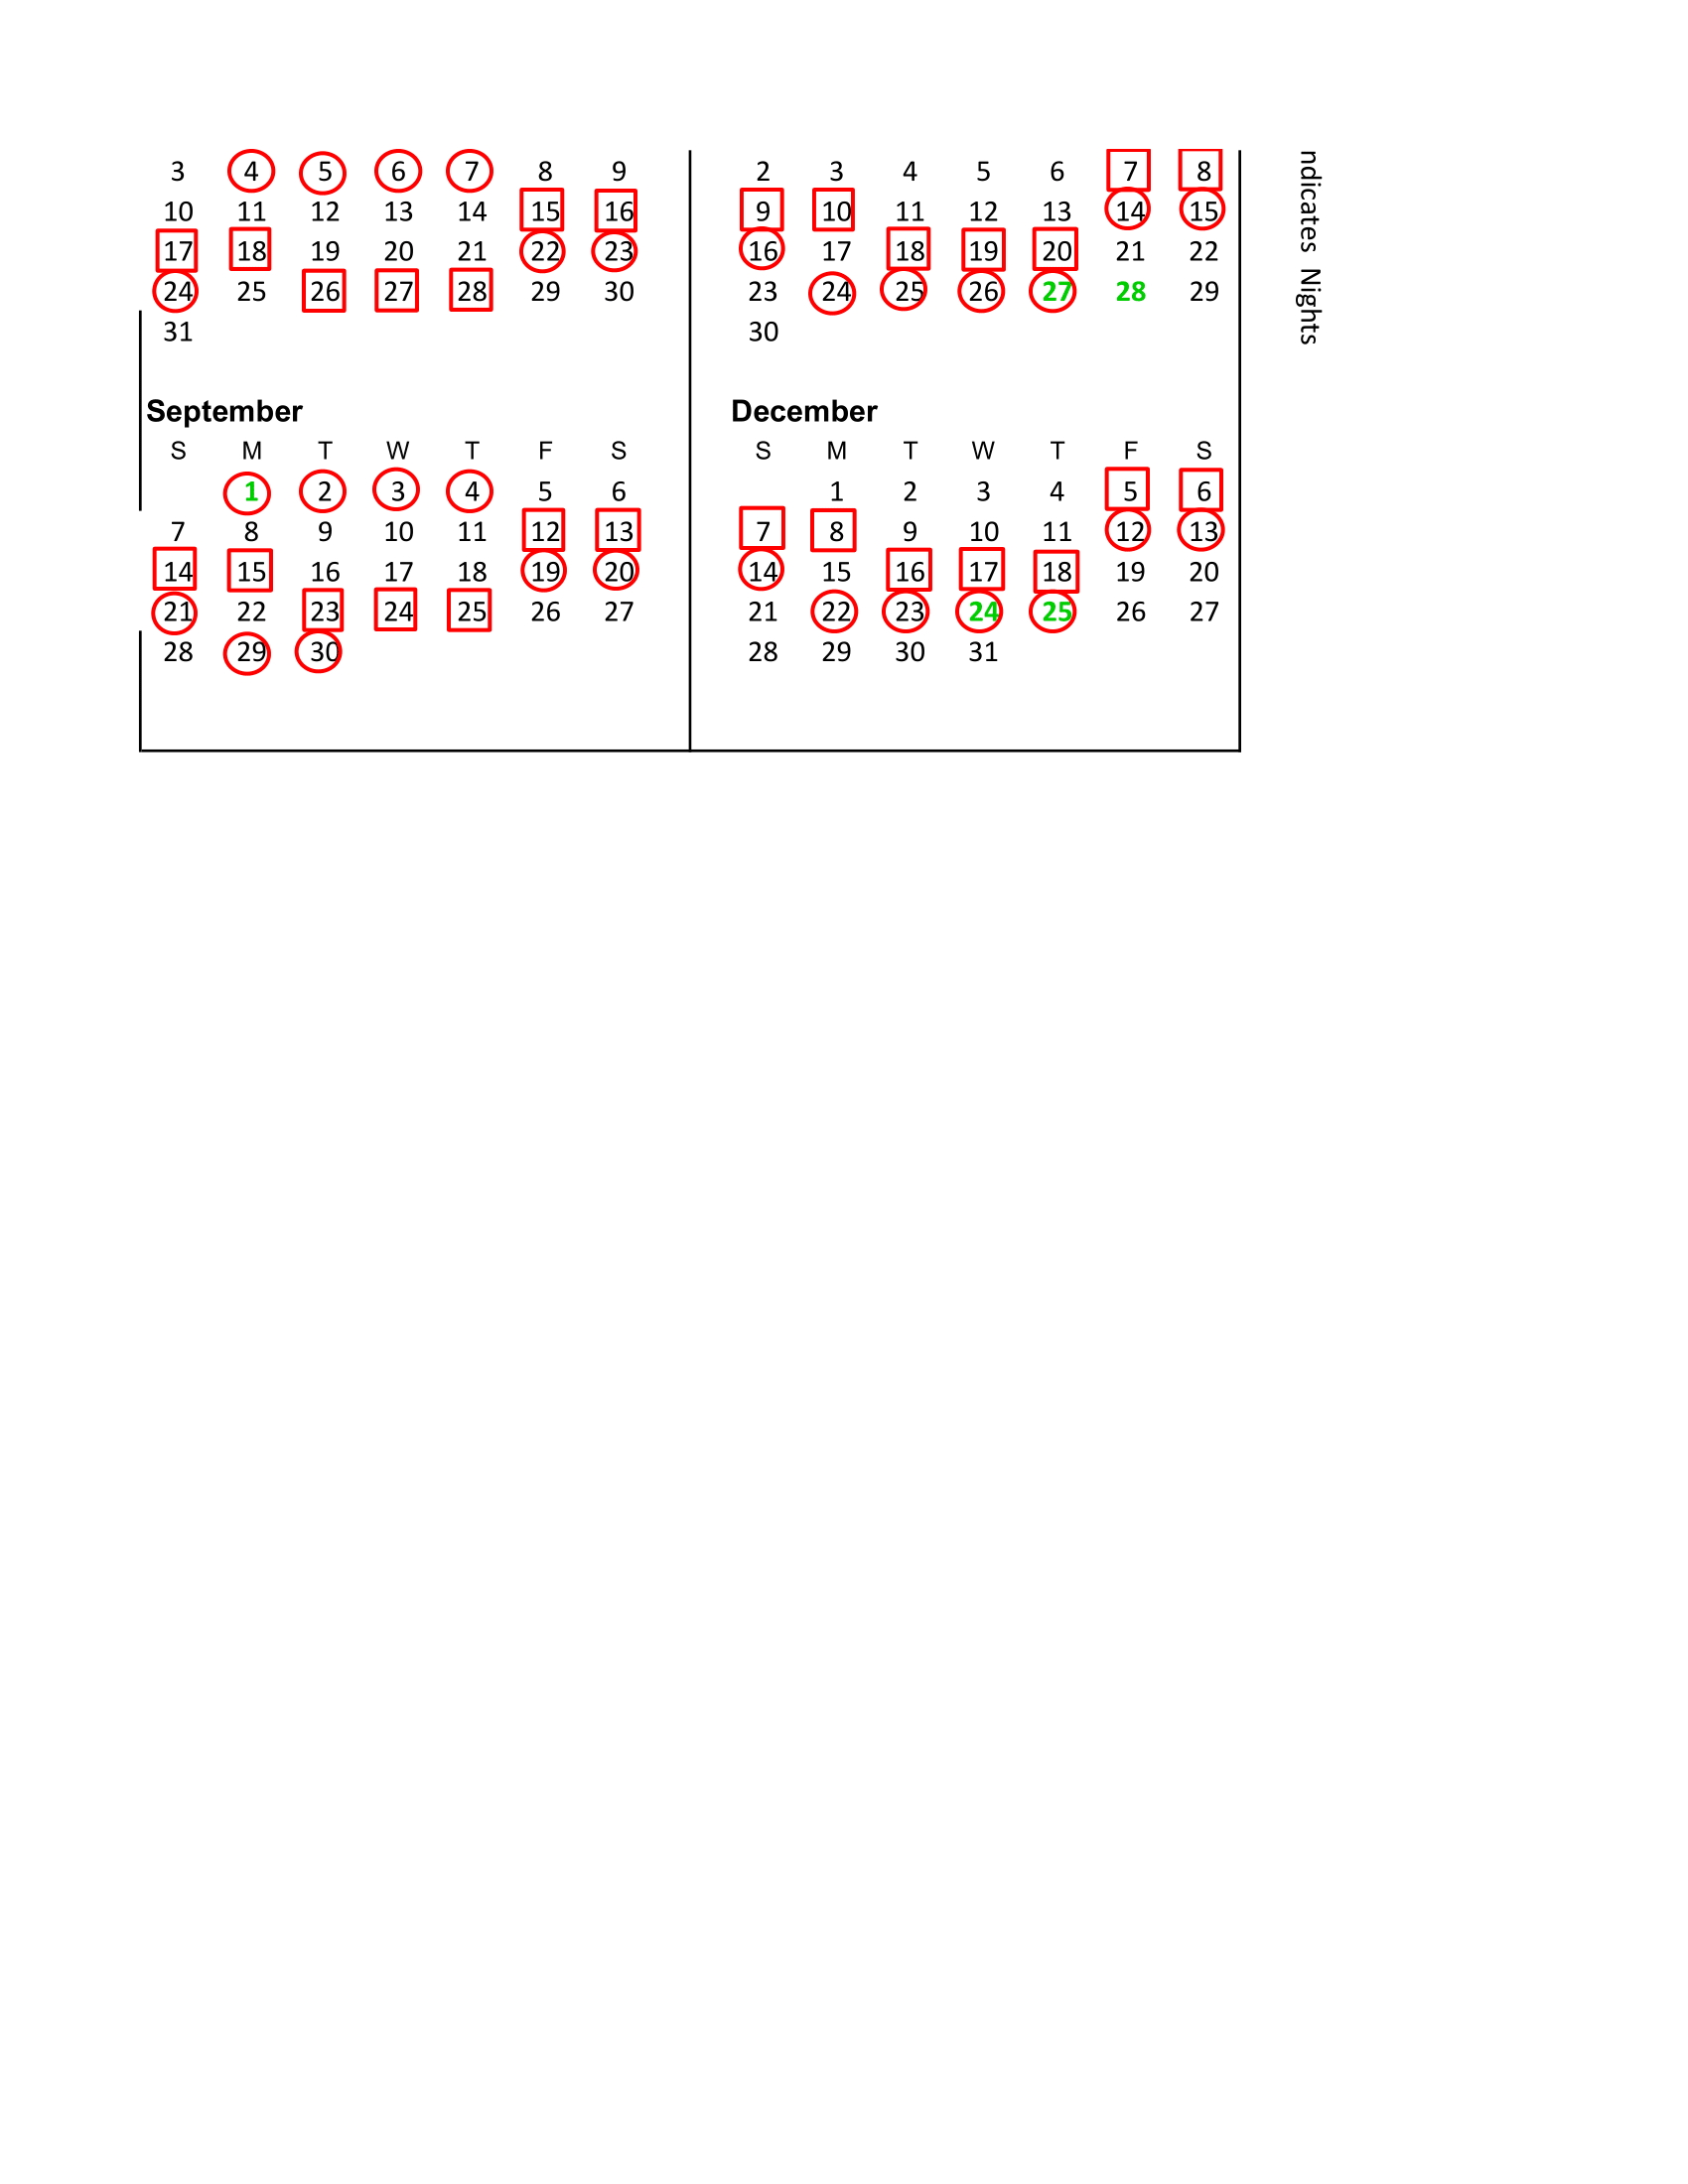 3 4 5 6 7 8 9
10 11 12 13 14 15 16
17 18 19 20 21 22 23
24 25 26 27 28 29 30
31
September
S M T W T F S
1 2 3 4 5 6
7 8 9 10 11 12 13
14 15 16 17 18 19 20
21 22 23 24 25 26 27
28 29 30
2 3 4 5 6 7 8
9 10 11 12 13 14 15
16 17 18 19 20 21 22
23 24 25 26 27 28 29
30
December
S M T W T F S
1 2 3 4 5 6
7 8 9 10 11 12 13
14 15 16 17 18 19 20
21 22 23 24 25 26 27
28 29 30 31
ndicates Nights